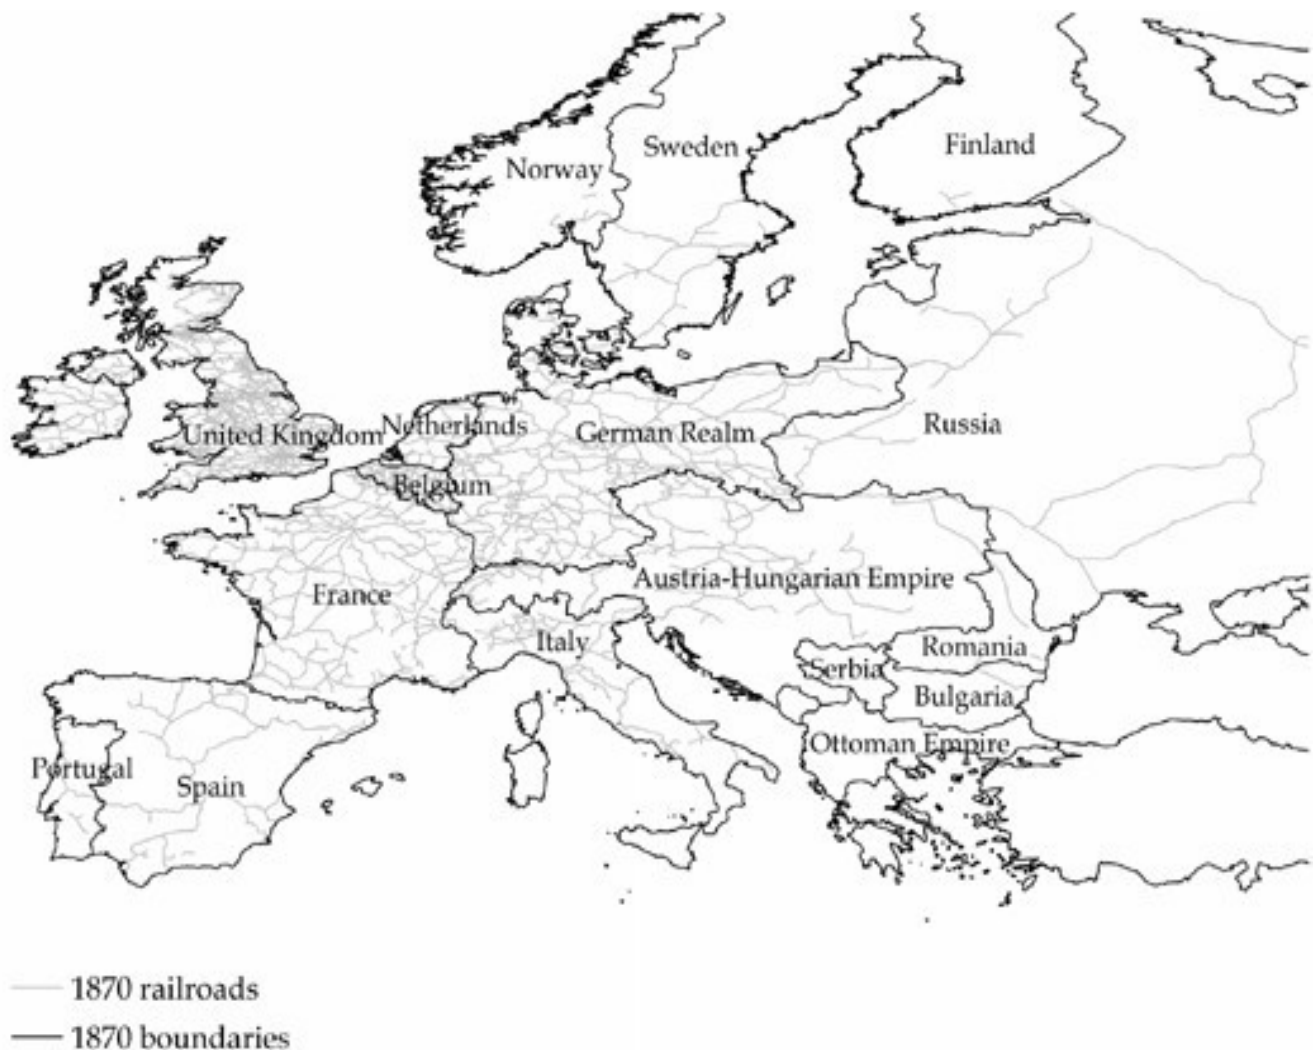 Sweden
Finland
Norway
United Kingdom
Netherlands
German Realm
Russia
Belgium
Austria-Hungarian Empire
France
Italy
Romania
Serbia
Bulgaria
Ottoman Empire
Portugal
Spain
1870 railroads
1870 boundaries